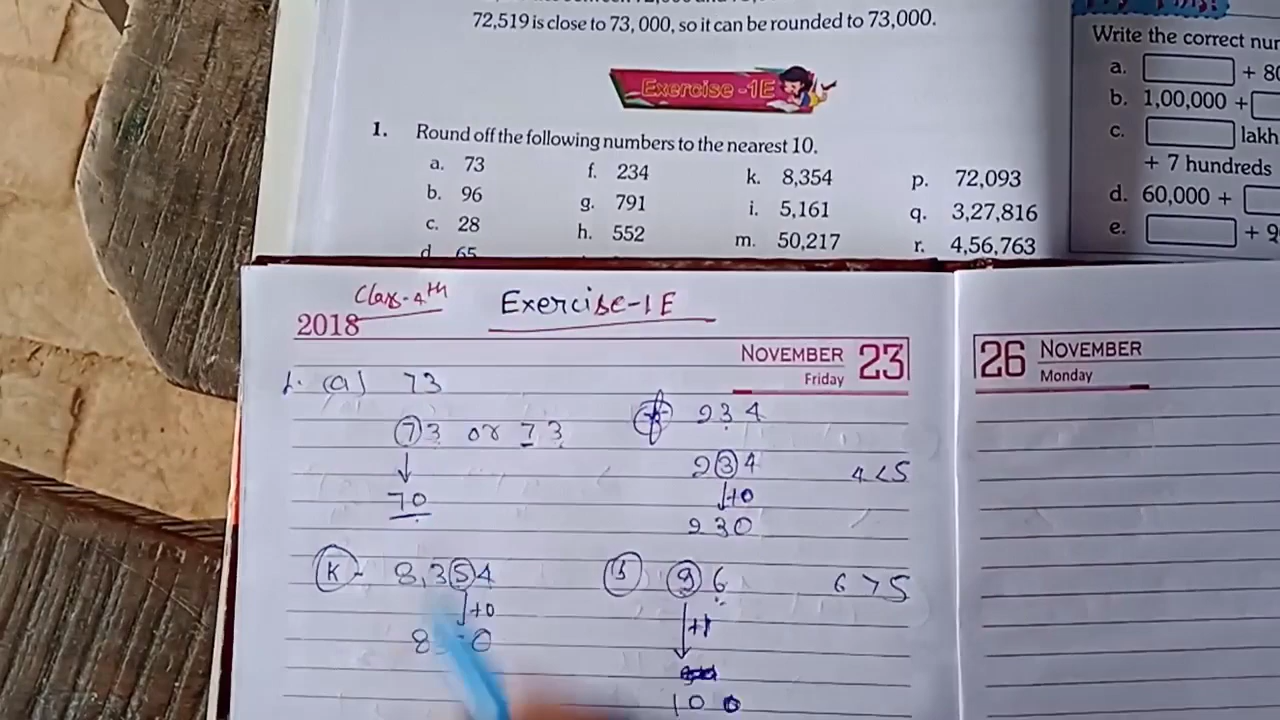 72,519 is close to 73,000, so it can be rounded to 73,000.
Exercise -1E
1. Round off the following numbers to the nearest 10.
a. 73
b. 96
c. 28
d 65
f. 234
g. 791
h. 552
k. 8,354
i. 5,161
m. 50,217
p. 72,093
q. 3,27,816
r. 4,56,763
Write the correct
a. + 80
b. 1,00,000 +
c. lakh
+ 7 hundreds
d. 60,000 +
e. + 9
Class-4th Exercise-1E
2018
NOVEMBER 23
Friday
26 NOVEMBER
Monday
1. (a) 73
73 or 73
70
f 234
234 4<5
+0
230
K - 8,354
+0
b 96 6>5
+1
100